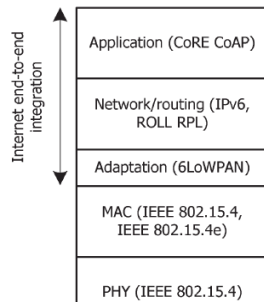 Internet end-to-end
integration
Application (CoRE CoAP)
Network/routing (IPv6,
ROLL RPL)
Adaptation (6LoWPAN)
MAC (IEEE 802.15.4,
IEEE 802.15.4e)
PHY (IEEE 802.15.4)